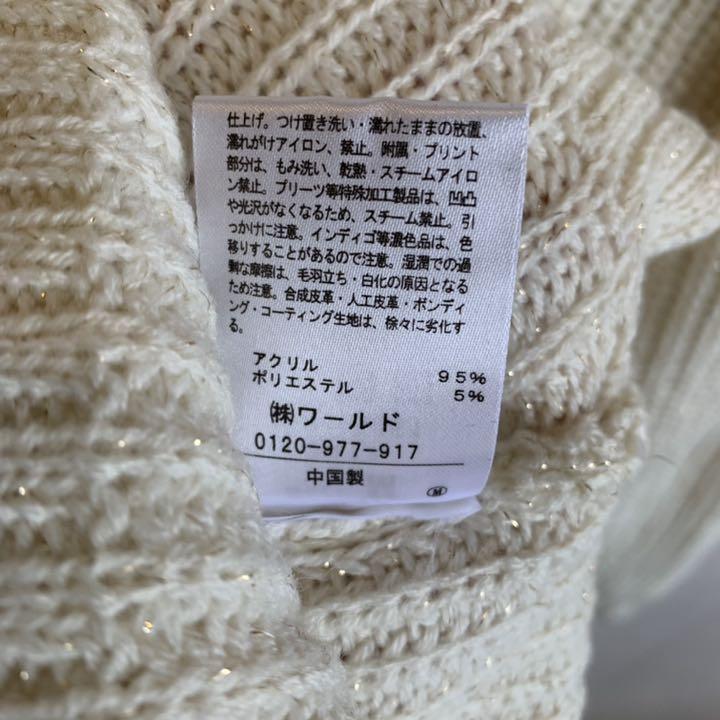 仕上げ。つけ置き洗い・濡れたままの放置、
濡れがけアイロン、禁止。附属・プリント
部分は、もみ洗い、乾熱・スチームアイロ
ン禁止。プリーツ等特殊加工製品は、凹凸
や光沢がなくなるため、スチーム禁止。引
っかけに注意。インディゴ等濃色品は、色
移りすることがあるので注意。湿潤での過
剰な摩擦は、毛羽立ち・白化の原因となる
ため注意。合成皮革・人工皮革・ボンディ
ング・コーティング生地は、徐々に劣化す
る。
アクリル 95%
ポリエステル 5%
㈱ワールド
0120-977-917
中国製
M